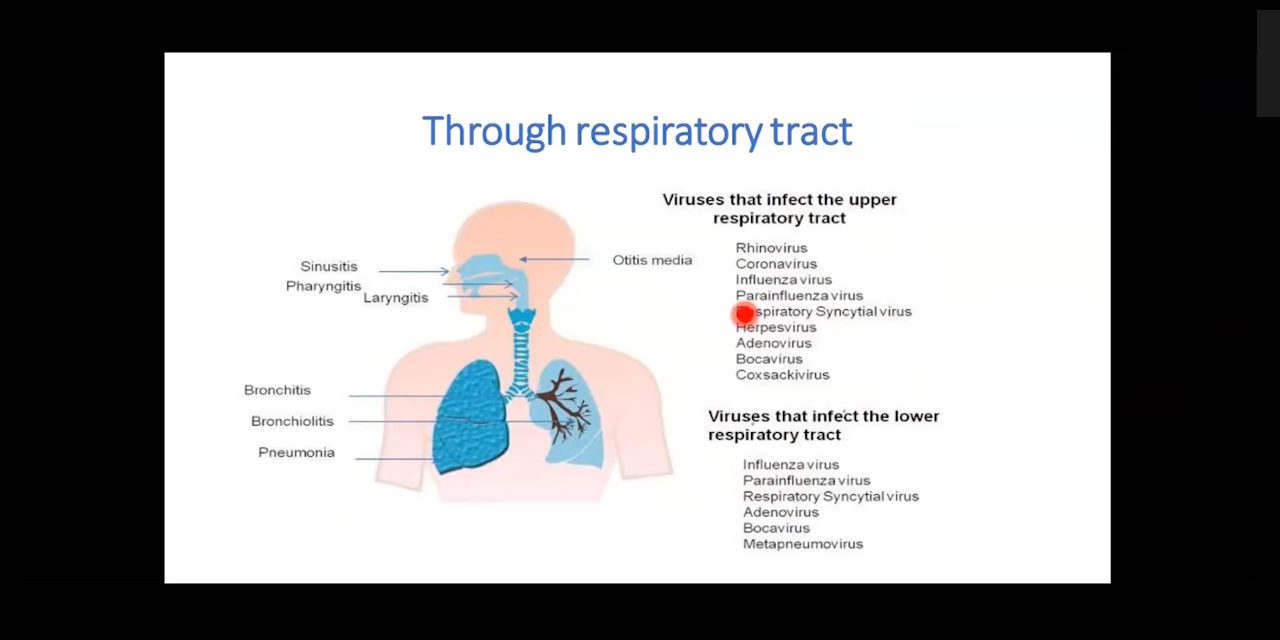 Through respiratory tract
Sinusitis
Pharyngitis
Laryngitis
Otitis media
Bronchitis
Bronchiolitis
Pneumonia
Viruses that infect the upper
respiratory tract
Rhinovirus
Coronavirus
Influenza virus
Parainfluenza virus
Syncytial virus
Herpesvirus
Adenovirus
Bocavirus
Coxsackivirus
Viruses that infect the lower
respiratory tract
Influenza virus
Parainfluenza virus
Respiratory Syncytial virus
Adenovirus
Bocavirus
Metapneumovirus